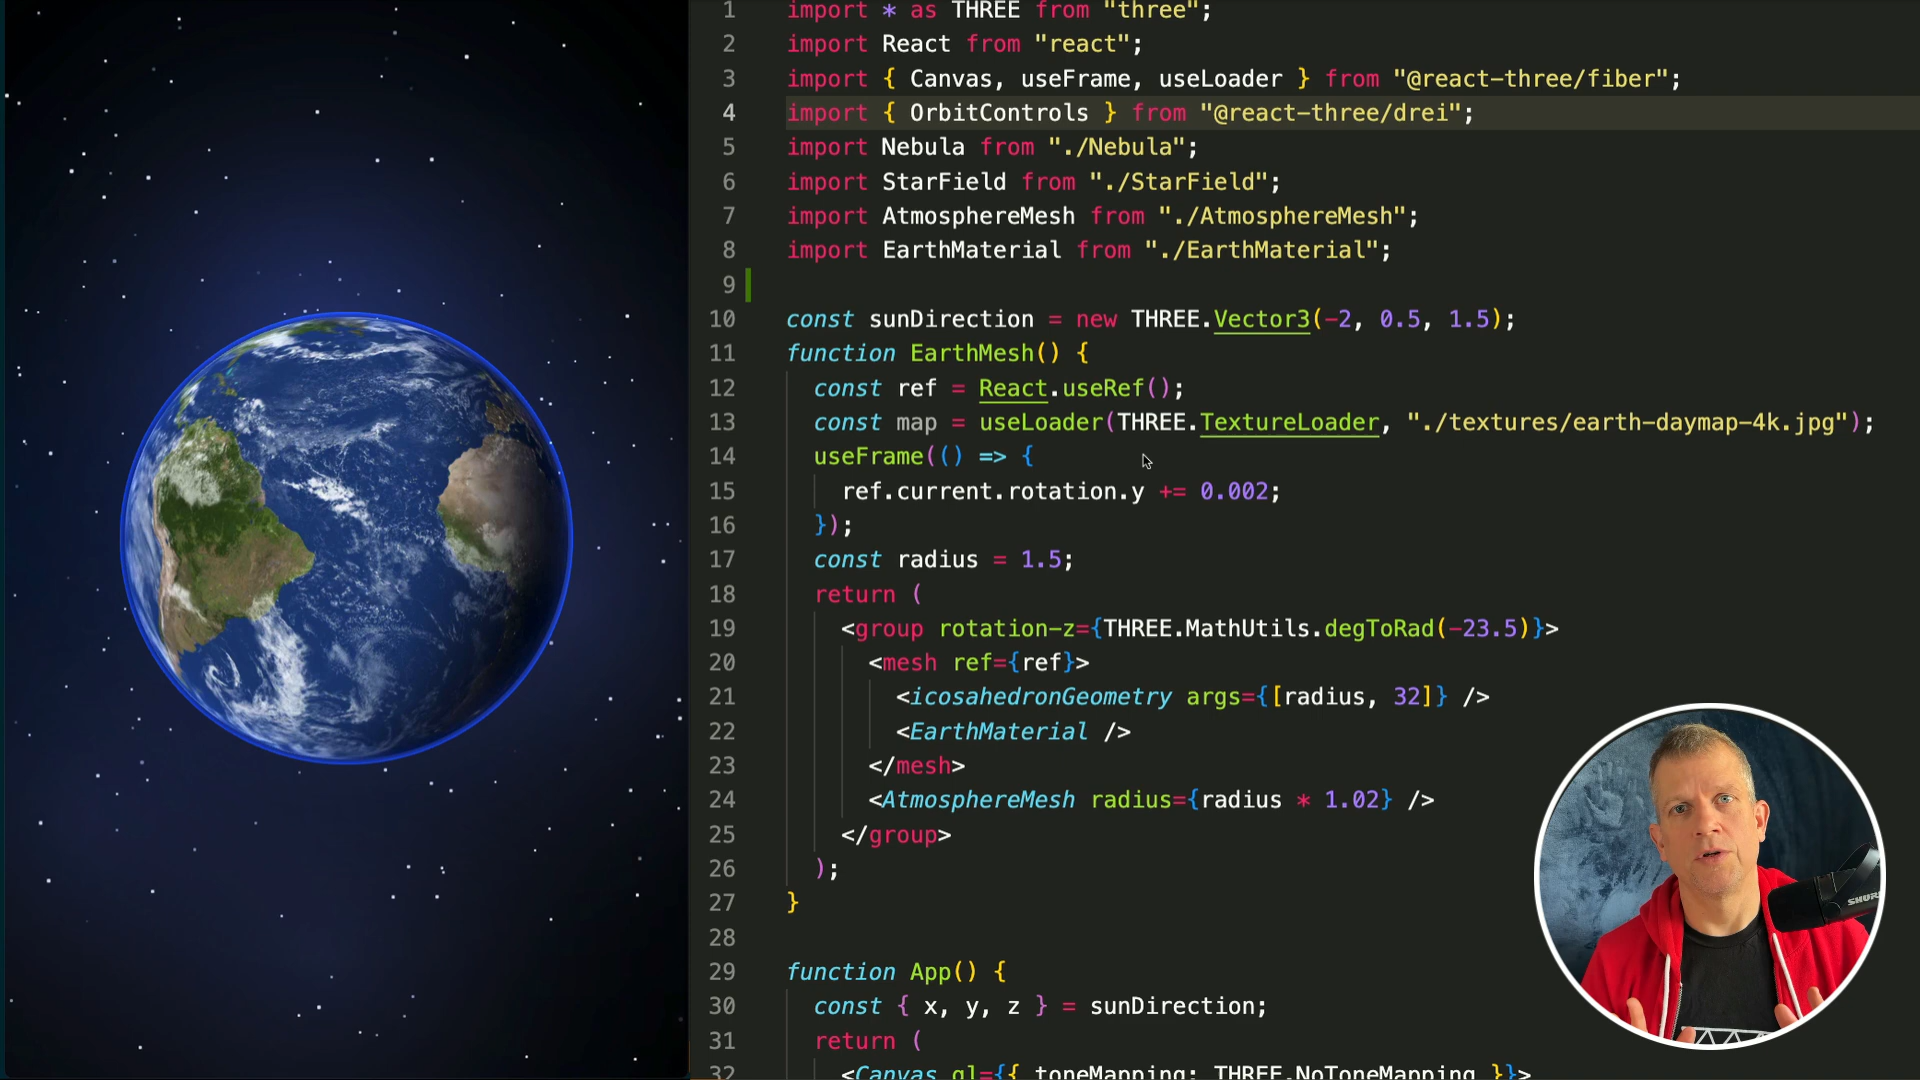 1 import * as THREE from "three";
2 import React from "react";
3 import { Canvas, useFrame, useLoader } from "@react-three/fiber";
4 import { OrbitControls } from "@react-three/drei";
5 import Nebula from "./Nebula";
6 import StarField from "./StarField";
7 import AtmosphereMesh from "./AtmosphereMesh";
8 import EarthMaterial from "./EarthMaterial";
9
10 const sunDirection = new THREE.Vector3(-2, 0.5, 1.5);
11 function EarthMesh() {
12 const ref = React.useRef();
13 const map = useLoader(THREE.TextureLoader, "./textures/earth-daymap-4k.jpg");
14 useFrame(() => {
15 ref.current.rotation.y += 0.002;
16 });
17 const radius = 1.5;
18 return (
19 <group rotation-z={THREE.MathUtils.degToRad(-23.5)}>
20 <mesh ref={ref}>
21 <icosahedronGeometry args={[radius, 32]} />
22 <EarthMaterial />
23 </mesh>
24 <AtmosphereMesh radius={radius * 1.02} />
25 </group>
26 );
27 }
28
29 function App() {
30 const { x, y, z } = sunDirection;
31 return (
32 <Canvas gl={{ toneMapping: THREE.NoToneMapping }}>
SHURE